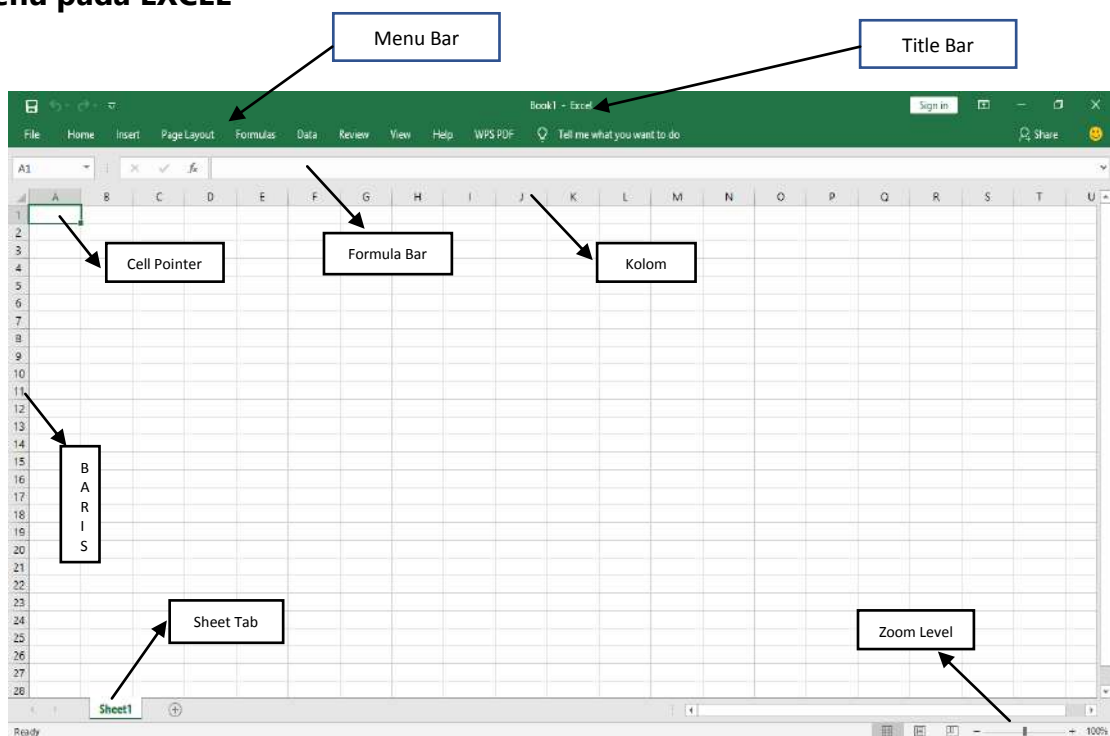 enu pada EXCEL
Menu Bar
Title Bar
Book1 - Excel
Sign in
File Home Insert Page Layout Formulas Data Review View Help WPS PDF Tell me what you want to do Share
A1 fx
A B C D E F G H I J K L M N O P Q R S T U
1
2
3
4
5
6
7
8
9
10
11
12
13
14
15
16
17
18
19
20
21
22
23
24
25
26
27
28
Cell Pointer
Formula Bar
Kolom
B
A
R
I
S
Sheet Tab
Zoom Level
Sheet1
Ready
100%